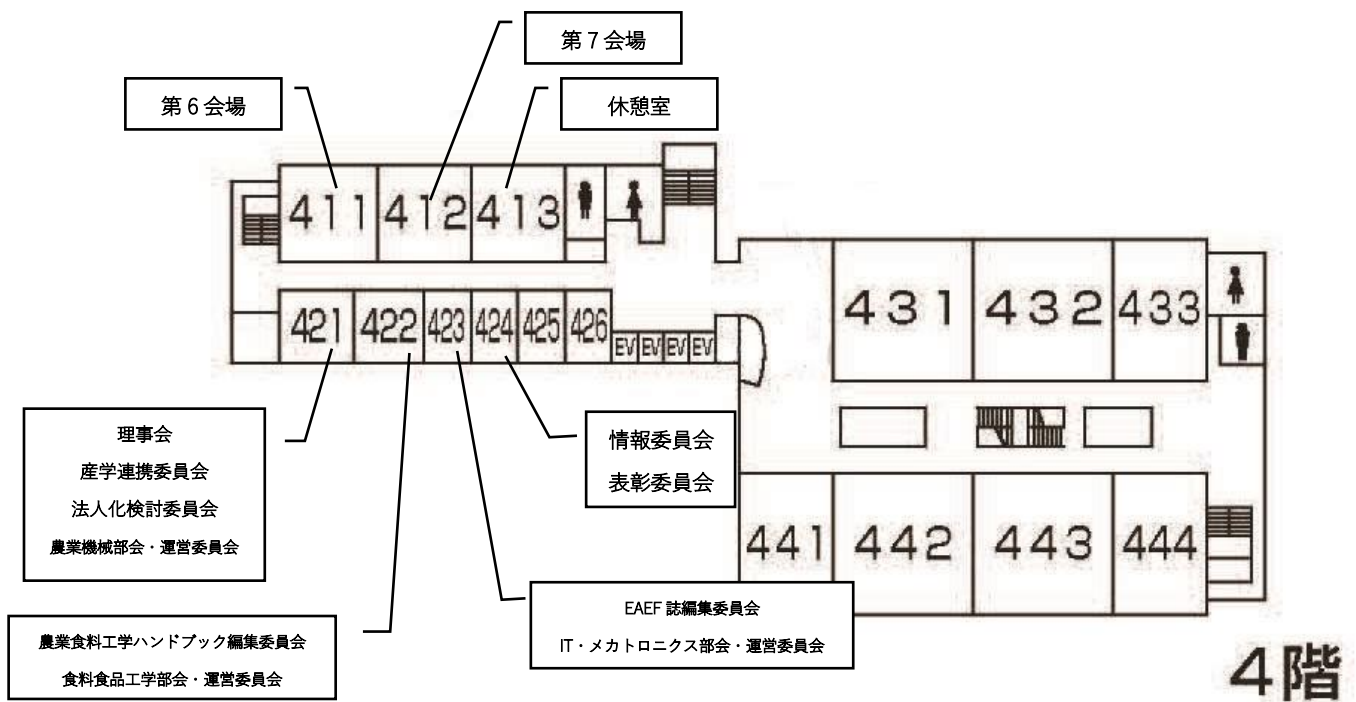 第７会場
第６会場
休憩室
411
412
413
431
432
433
421
422
423
424
425
426
EV
EV
EV
EV
理事会
産学連携委員会
法人化検討委員会
農業機械部会・運営委員会
情報委員会
表彰委員会
441
442
443
444
EAEF 誌編集委員会
IT・メカトロニクス部会・運営委員会
農業食料工学ハンドブック編集委員会
食料食品工学部会・運営委員会
4階